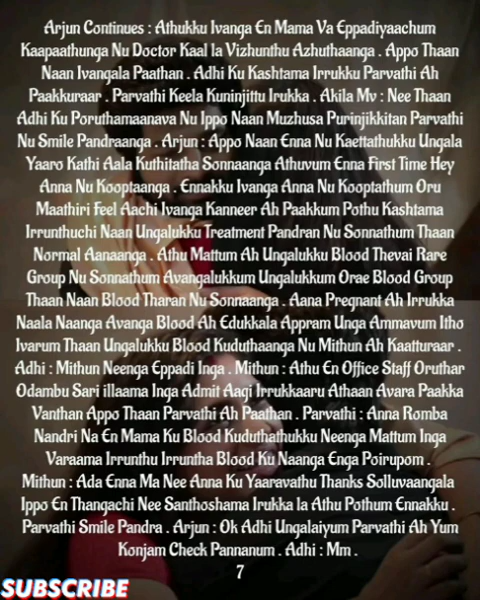 Arjun Continues : Athukku Ivanga En Mama Va Eppadiyaachum
Kaapaathunga Nu Doctor Kaal la Vizhunthu Azhuthaanga . Appo Thaan
Naan Ivangala Paathan . Adhi Ku Kashtama Irrukku Parvathi Ah
Paakkuraar . Parvathi Keela Kuninjittu Irukka . Akila Mv : Nee Thaan
Adhi Ku Poruthamaanava Nu Ippo Naan Muzhusa Purinjikkitan Parvathi
Nu Smile Pandraanga . Arjun : Appo Naan Enna Nu Kaettathukku Ungala
Yaaro Kathi Aala Kuthitatha Sonnaanga Athuvum Enna First Time Hey
Anna Nu Kooptaanga . Ennakku Ivanga Anna Nu Kooptathum Oru
Maathiri Feel Aachi Ivanga Kanneer Ah Paakkum Pothu Kashtama
Irrunthuchi Naan Ungalukku Treatment Pandran Nu Sonnathum Thaan
Normal Aanaanga . Athu Mattum Ah Ungalukku Blood Thevai Rare
Group Nu Sonnathum Avangalukkum Ungalukkum Orae Blood Group
Thaan Naan Blood Tharan Nu Sonnaanga . Aana Pregnant Ah Irrukka
Naala Naanga Avanga Blood Ah Edukkala Appram Unga Ammavum Itho
Ivarum Thaan Ungalukku Blood Kuduthaanga Nu Mithun Ah Kaatturaar .
Adhi : Mithun Neenga Eppadi Inga . Mithun : Athu En Office Staff Oruthar
Odambu Sari illaama Inga Admit Aagi Irrukkaaru Athaan Avara Paakka
Vanthan Appo Thaan Parvathi Ah Paathan . Parvathi : Anna Romba
Nandri Na En Mama Ku Blood Kuduthathukku Neenga Mattum Inga
Varaama Irrunthu Irruntha Blood Ku Naanga Enga Poirupom .
Mithun : Ada Enna Ma Nee Anna Ku Yaaravathu Thanks Solluvaangala
Ippo En Thangachi Nee Santhoshama Irukka la Athu Pothum Ennakku .
Parvathi Smile Pandra . Arjun : Ok Adhi Ungalaiyum Parvathi Ah Yum
Konjam Check Pannanum . Adhi : Mm .
7
SUBSCRIBE